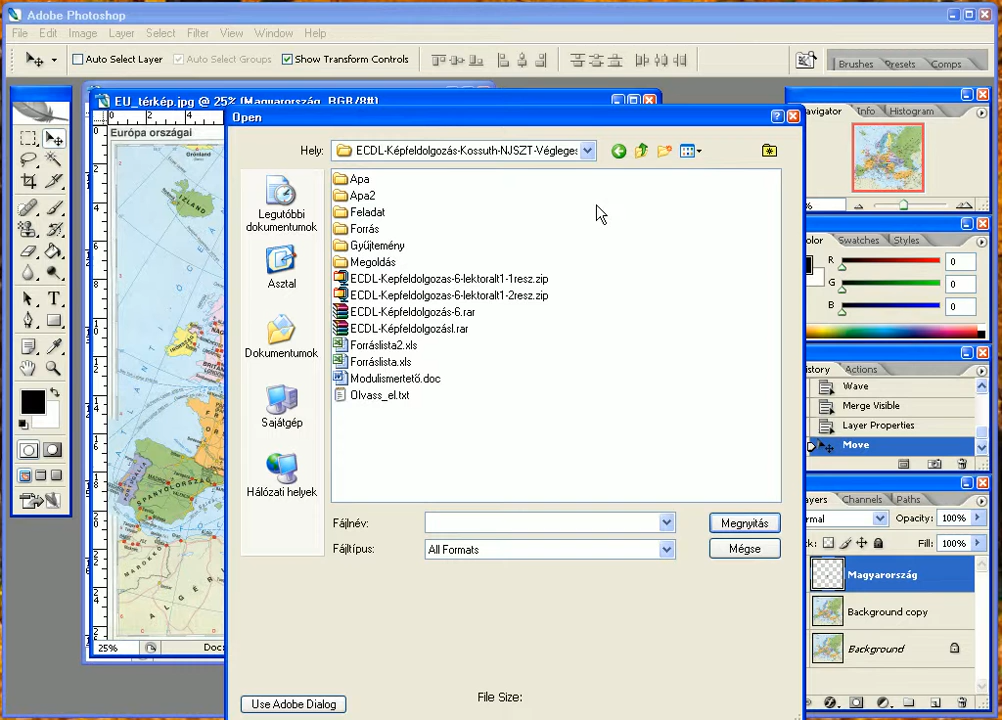 Adobe Photoshop
File Edit Image Layer Select Filter View Window Help
Auto Select Layer Auto Select Groups Show Transform Controls
Brushes Presets Comps
EU_térkép.jpg @ 25% (Magyarország, RGB/8#)
Navigator Info Histogram
Open
Európa országai
Hely: ECDL-Képfeldolgozás-Kossuth-NJSZT-Végleges
Legutóbbi dokumentumok
Asztal
Dokumentumok
Sajátgép
Hálózati helyek
Apa
Apa2
Feladat
Forrás
Gyűjtemény
Megoldás
ECDL-Kepfeldolgozas-6-lektoralt1-1resz.zip
ECDL-Kepfeldolgozas-6-lektoralt1-2resz.zip
ECDL-Képfeldolgozás-6.rar
ECDL-Képfeldolgozásl.rar
Forráslista2.xls
Forráslista.xls
Modulismertető.doc
Olvass_el.txt
Fájlnév: Megnyitás
Fájltípus: All Formats Mégse
Use Adobe Dialog
File Size:
Swatches Styles
R 0
G 0
B 0
Actions
Wave
Merge Visible
Layer Properties
Move
Channels Paths
Opacity: 100%
Fill: 100%
Magyarország
Background copy
Background
SPANYOLORSZÁG
25% Doc: